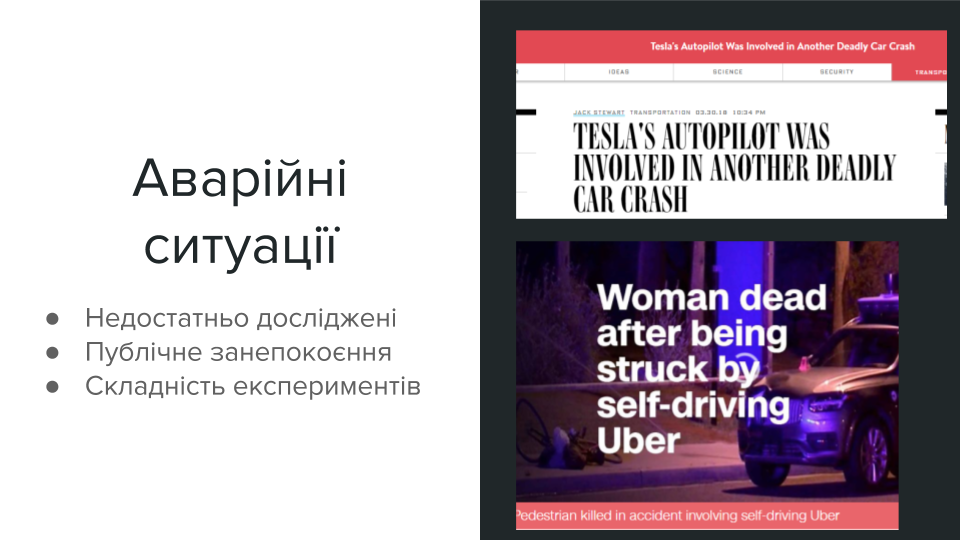 Аварійні
ситуації
● Недостатньо досліджені
● Публічне занепокоєння
● Складність експериментів
Tesla's Autopilot Was Involved in Another Deadly Car Crash
IDEAS SCIENCE SECURITY TRANSPO
JACK STEWART TRANSPORTATION 03.30.18 10:34 PM
TESLA'S AUTOPILOT WAS
INVOLVED IN ANOTHER DEADLY
CAR CRASH
Woman dead
after being
struck by
self-driving
Uber
Pedestrian killed in accident involving self-driving Uber